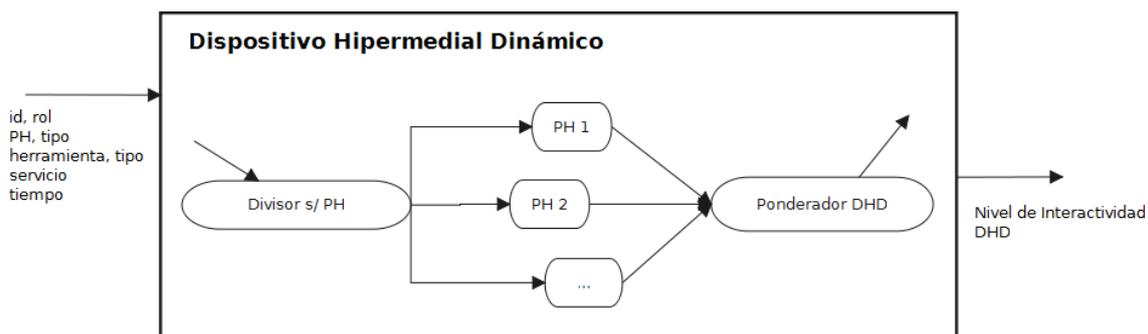 Dispositivo Hipermedial Dinámico
id, rol
PH, tipo
herramienta, tipo
servicio
tiempo
PH 1
Divisor s/ PH
PH 2
Ponderador DHD
...
Nivel de Interactividad
DHD